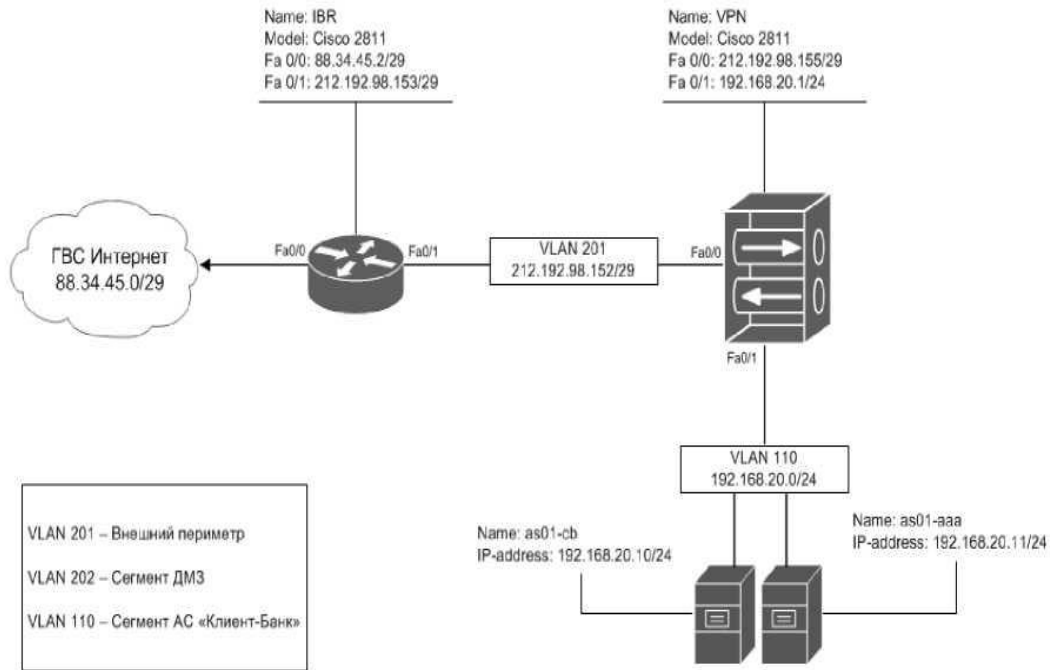 Name: IBR
Model: Cisco 2811
Fa 0/0: 88.34.45.2/29
Fa 0/1: 212.192.98.153/29
Name: VPN
Model: Cisco 2811
Fa 0/0: 212.192.98.155/29
Fa 0/1: 192.168.20.1/24
ГВС Интернет
88.34.45.0/29
Fa0/0
Fa0/1
VLAN 201
212.192.98.152/29
Fa0/0
Fa0/1
VLAN 110
192.168.20.0/24
Name: as01-cb
IP-address: 192.168.20.10/24
Name: as01-aaa
IP-address: 192.168.20.11/24
VLAN 201 – Внешний периметр
VLAN 202 – Сегмент ДМЗ
VLAN 110 – Сегмент АС «Клиент-Банк»